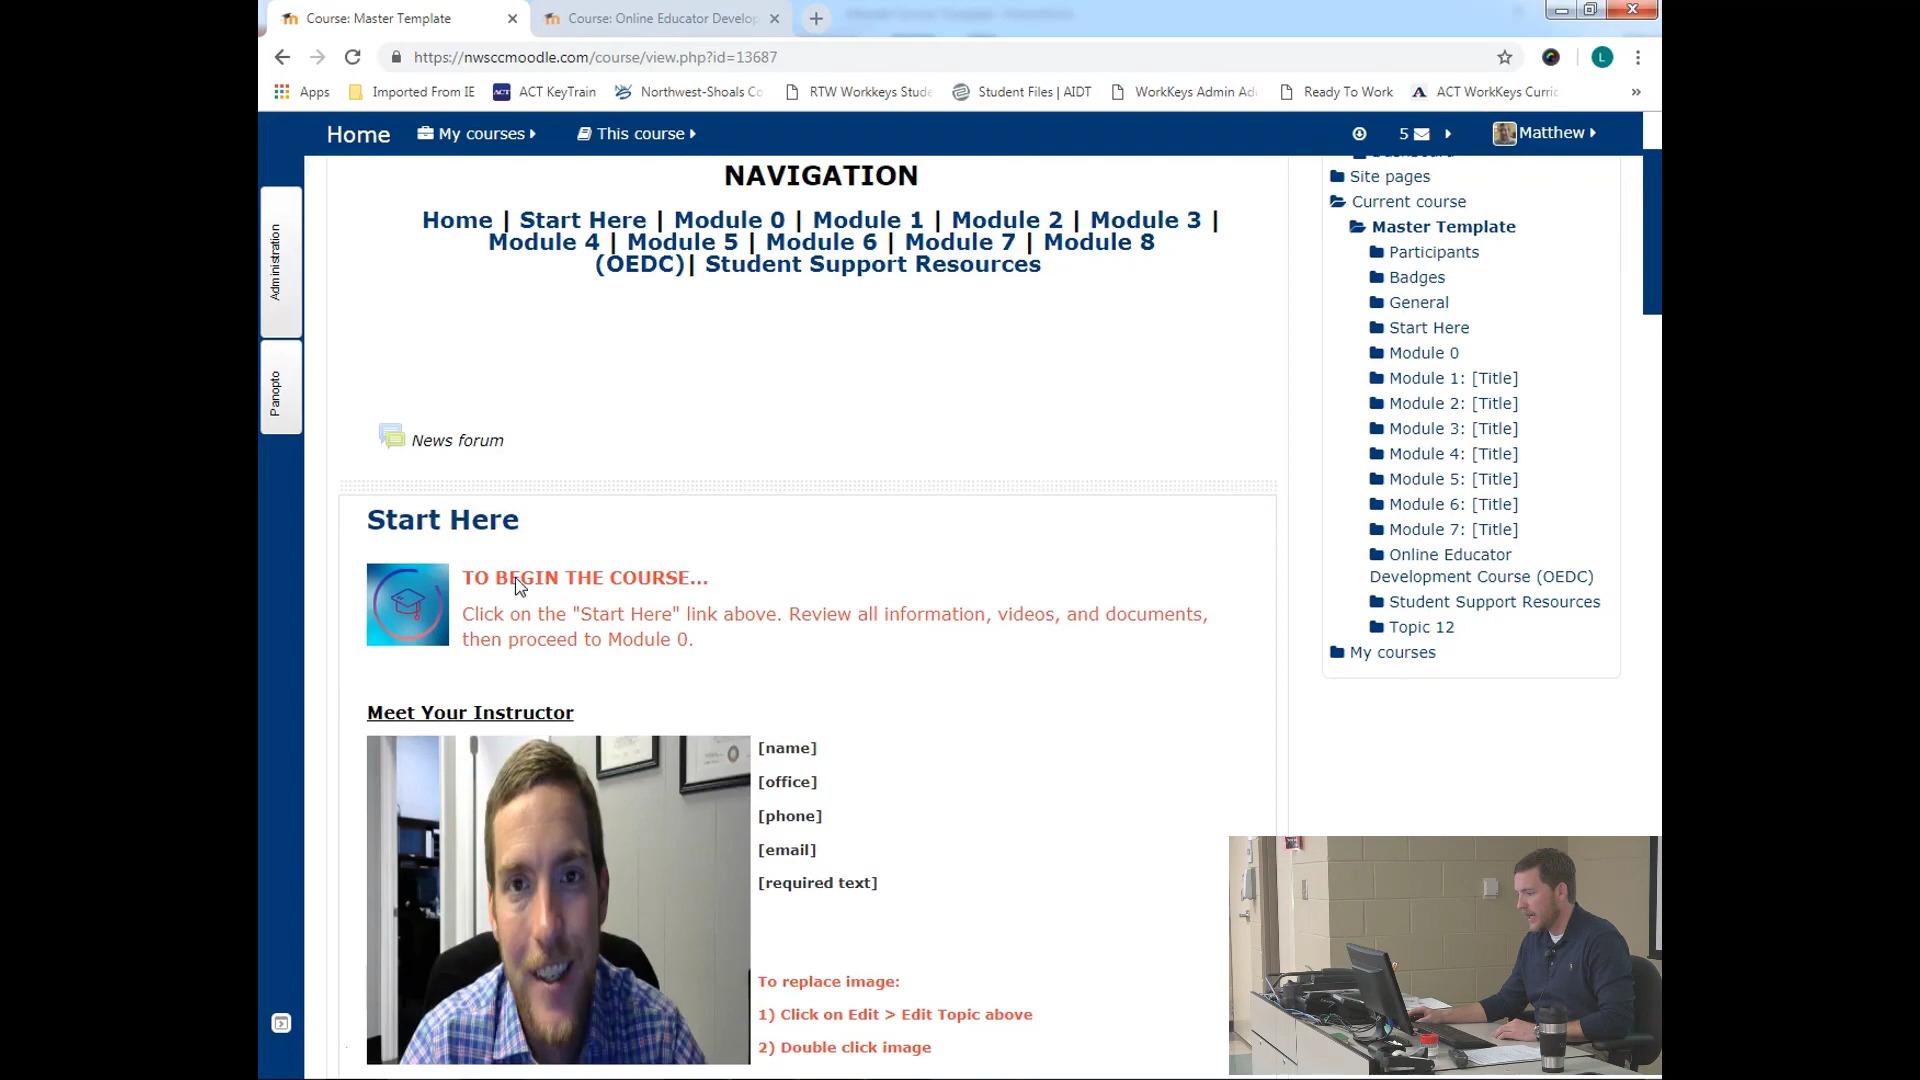 Course: Master Template
Course: Online Educator Develop
https://nwsccmoodle.com/course/view.php?id=13687
Apps
Imported From IE
ACT KeyTrain
Northwest-Shoals Co
RTW Workkeys Stude
Student Files | AIDT
WorkKeys Admin Ad
Ready To Work
ACT WorkKeys Curric
»
Home
My courses
This course
5
Matthew
Administration
Panopto
NAVIGATION
Home | Start Here | Module 0 | Module 1 | Module 2 | Module 3 |
Module 4 | Module 5 | Module 6 | Module 7 | Module 8
(OEDC)| Student Support Resources
News forum
Start Here
TO BEGIN THE COURSE...
Click on the "Start Here" link above. Review all information, videos, and documents,
then proceed to Module 0.
Meet Your Instructor
[name]
[office]
[phone]
[email]
[required text]
To replace image:
1) Click on Edit > Edit Topic above
2) Double click image
Site pages
Current course
Master Template
Participants
Badges
General
Start Here
Module 0
Module 1: [Title]
Module 2: [Title]
Module 3: [Title]
Module 4: [Title]
Module 5: [Title]
Module 6: [Title]
Module 7: [Title]
Online Educator
Development Course (OEDC)
Student Support Resources
Topic 12
My courses